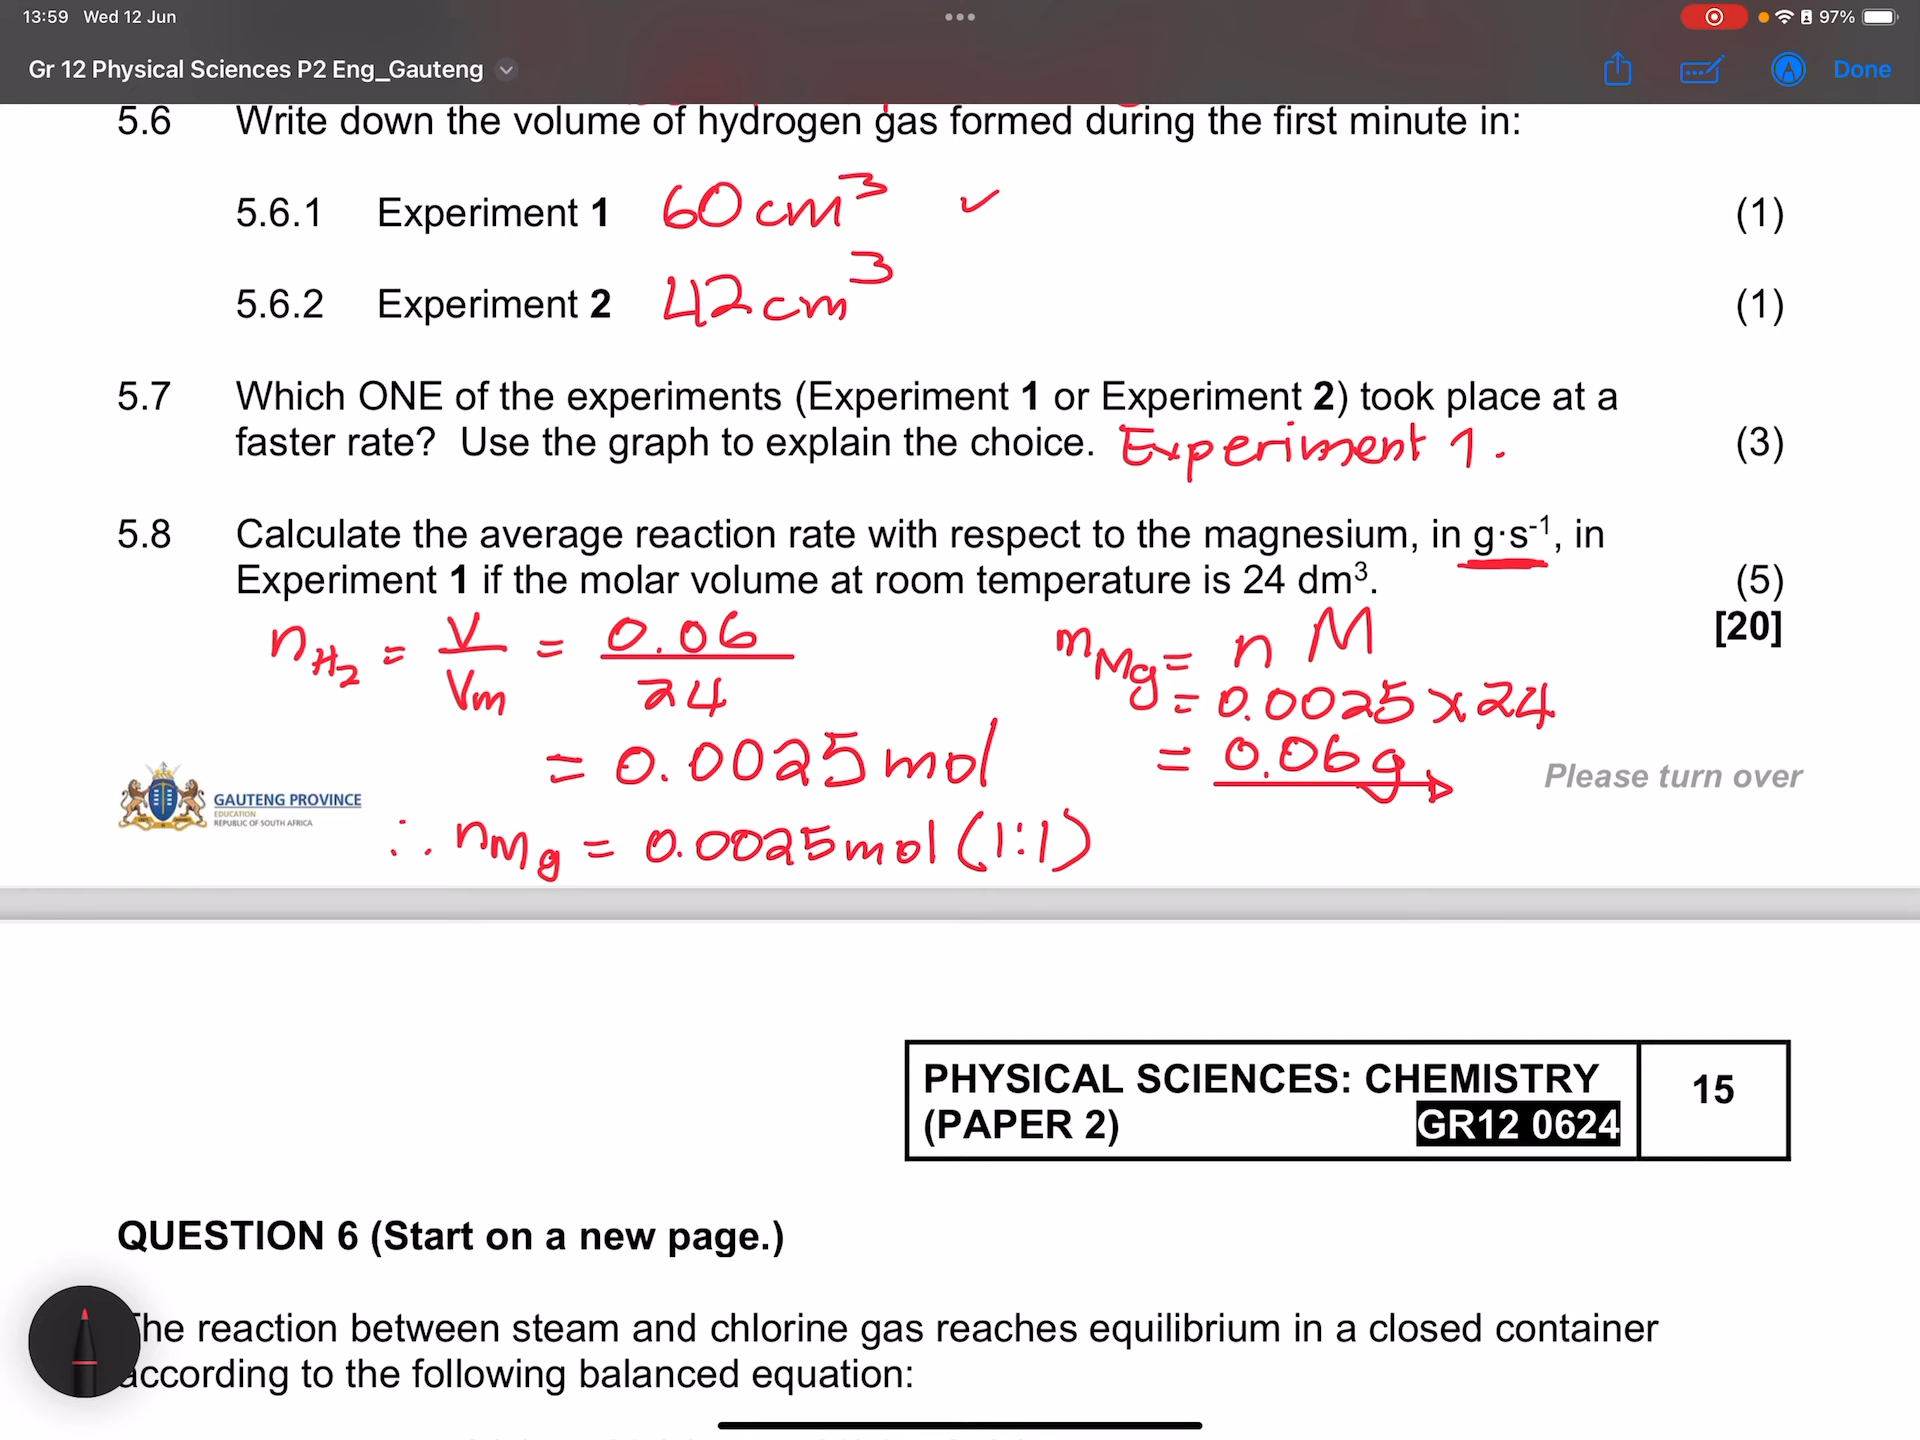 13:59 Wed 12 Jun
97%
Gr 12 Physical Sciences P2 Eng_Gauteng
Done
5.6 Write down the volume of hydrogen gas formed during the first minute in:
5.6.1 Experiment 1 60 cm³ ✓ (1)
5.6.2 Experiment 2 42 cm³ (1)
5.7 Which ONE of the experiments (Experiment 1 or Experiment 2) took place at a
faster rate? Use the graph to explain the choice. Experiment 1. (3)
5.8 Calculate the average reaction rate with respect to the magnesium, in g·s⁻¹, in
Experiment 1 if the molar volume at room temperature is 24 dm³. (5)
[20]
nH₂ = V/Vm = 0.06/24
= 0.0025 mol
∴ nMg = 0.0025 mol (1:1)
mMg = n M
= 0.0025 × 24
= 0.06 g
GAUTENG PROVINCE
EDUCATION
REPUBLIC OF SOUTH AFRICA
Please turn over
PHYSICAL SCIENCES: CHEMISTRY
(PAPER 2) GR12 0624
15
QUESTION 6 (Start on a new page.)
The reaction between steam and chlorine gas reaches equilibrium in a closed container
according to the following balanced equation: